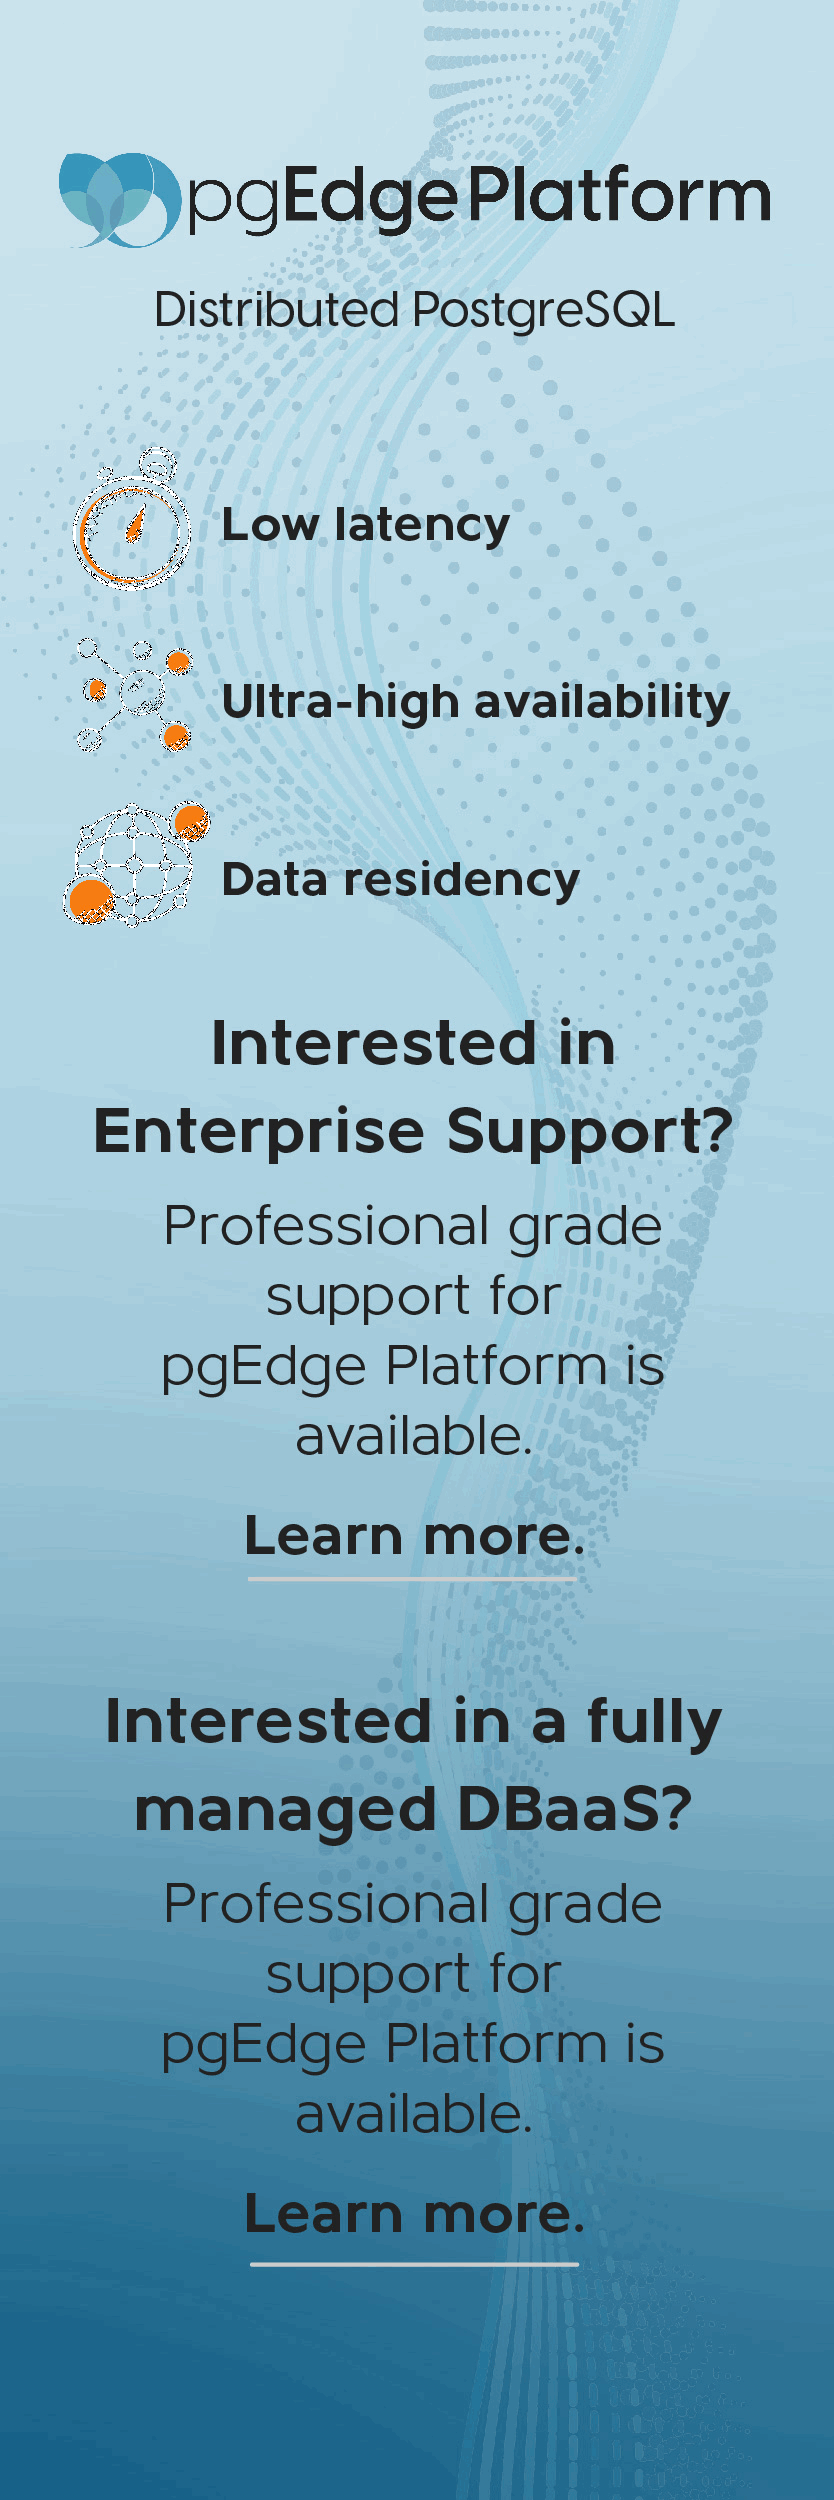 pgEdge Platform
Distributed PostgreSQL
Low latency
Ultra-high availability
Data residency
Interested in
Enterprise Support?
Professional grade
support for
pgEdge Platform is
available.
Learn more.
Interested in a fully
managed DBaaS?
Professional grade
support for
pgEdge Platform is
available.
Learn more.